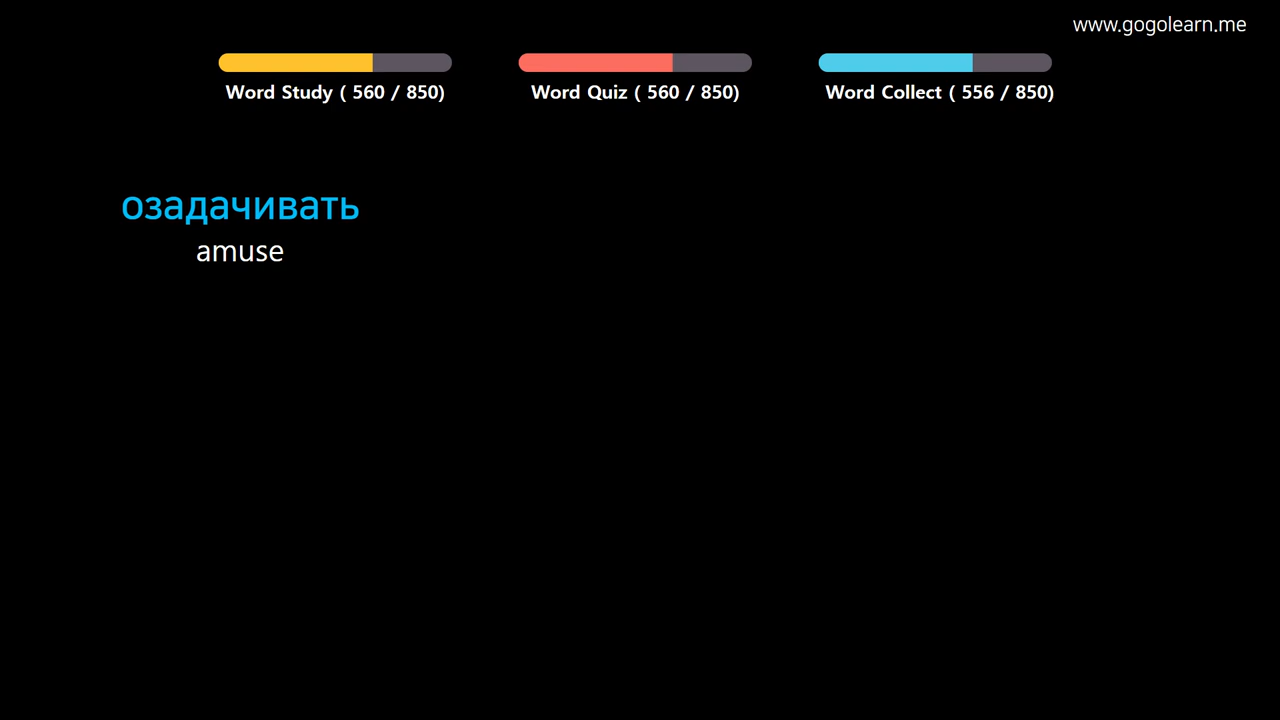 www.gogolearn.me
Word Study ( 560 / 850)
Word Quiz ( 560 / 850)
Word Collect ( 556 / 850)
озадачивать
amuse